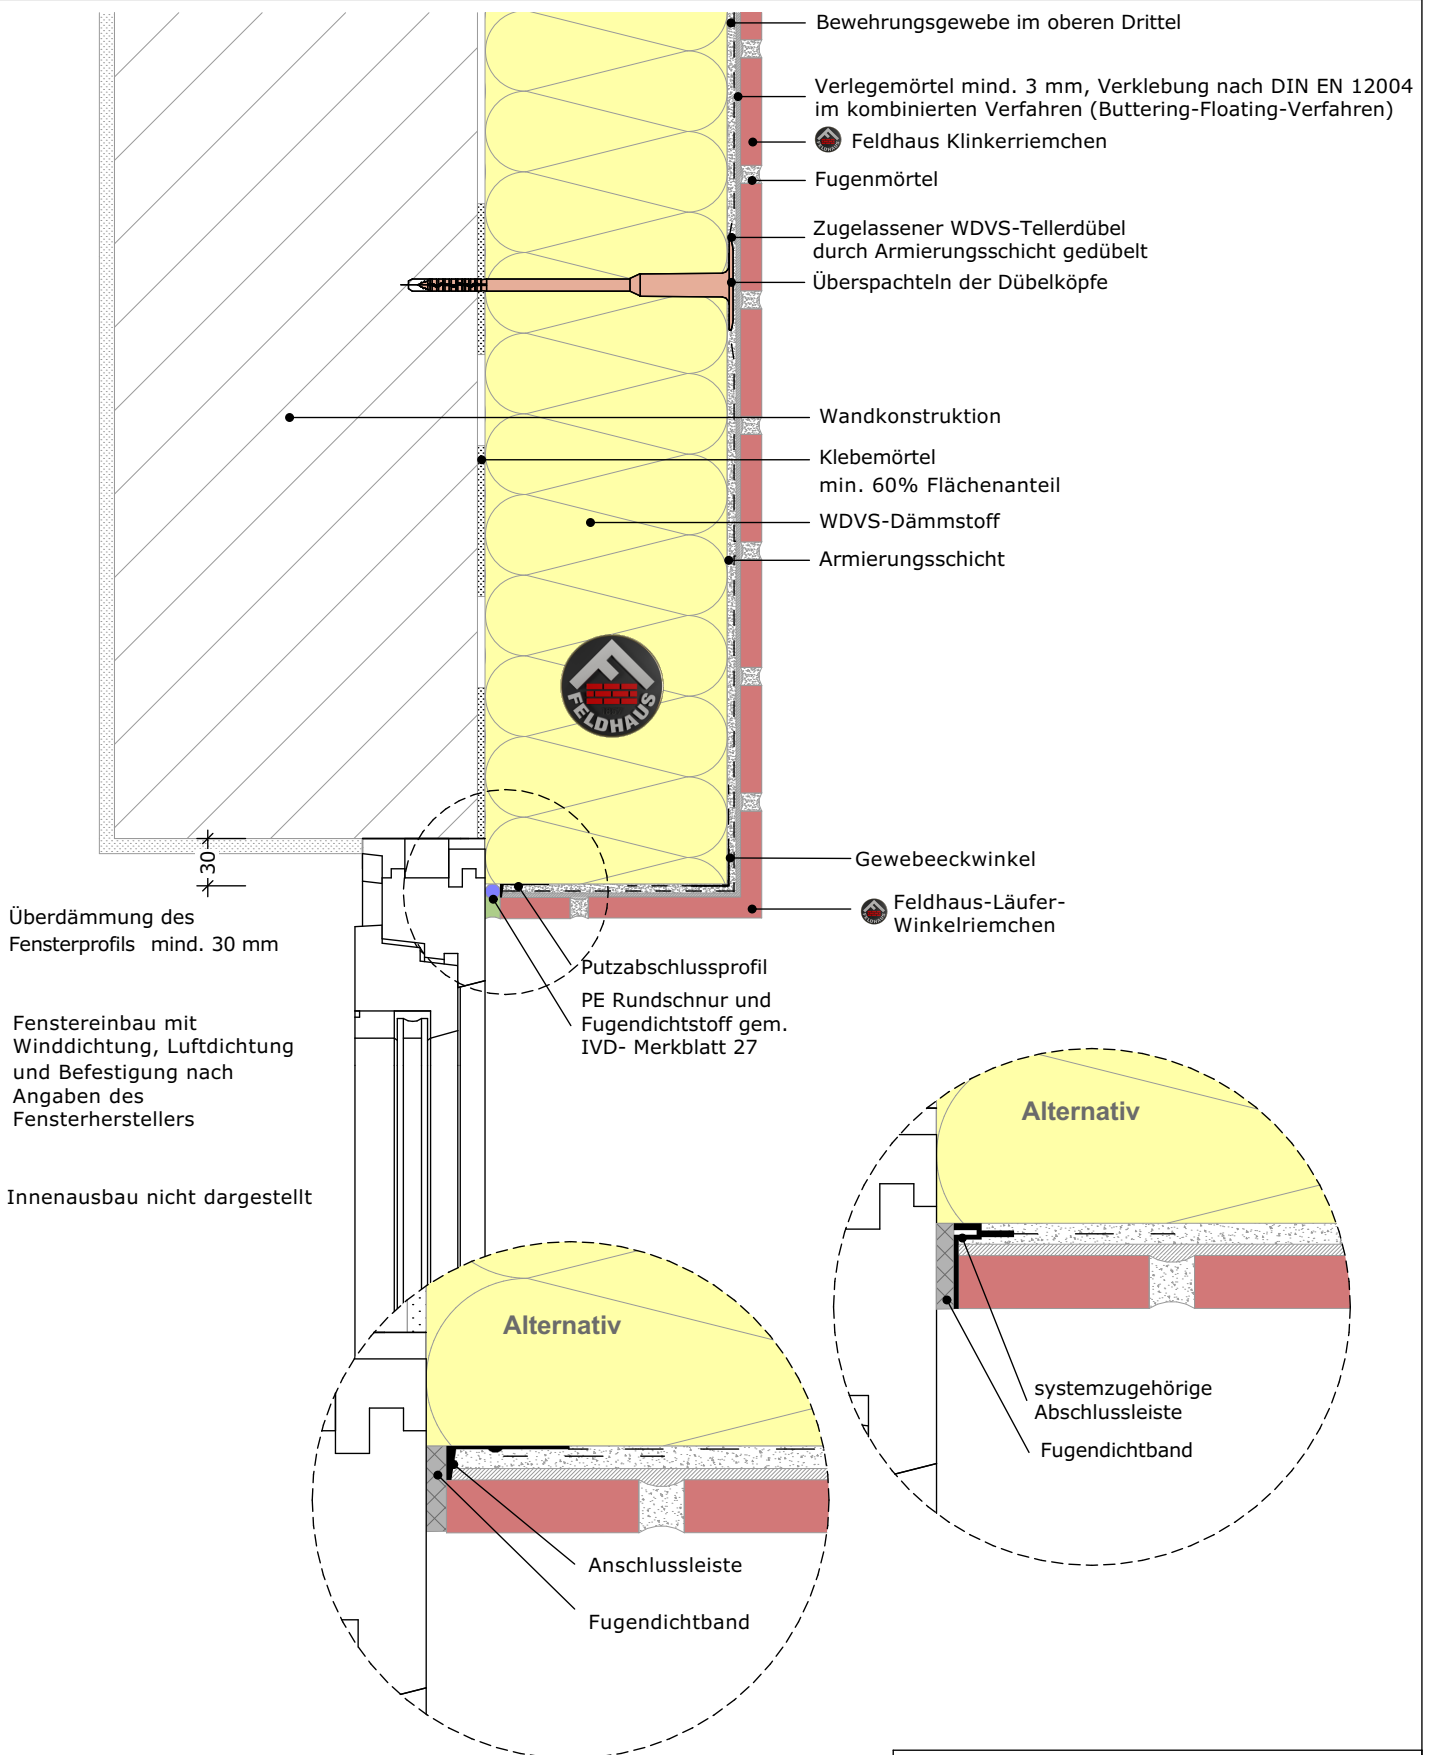 Bewehrungsgewebe im oberen Drittel
Verlegemörtel mind. 3 mm, Verklebung nach DIN EN 12004
im kombinierten Verfahren (Buttering-Floating-Verfahren)
Feldhaus Klinkerriemchen
Fugenmörtel
Zugelassener WDVS-Tellerdübel
durch Armierungsschicht gedübelt
Überspachteln der Dübelköpfe
Wandkonstruktion
Klebemörtel
min. 60% Flächenanteil
WDVS-Dämmstoff
Armierungsschicht
FELDHAUS
30
Gewebeeckwinkel
Feldhaus-Läufer-
Winkelriemchen
Überdämmung des
Fensterprofils mind. 30 mm
Putzabschlussprofil
PE Rundschnur und
Fugendichtstoff gem.
IVD- Merkblatt 27
Fenstereinbau mit
Winddichtung, Luftdichtung
und Befestigung nach
Angaben des
Fensterherstellers
Innenausbau nicht dargestellt
Alternativ
systemzugehörige
Abschlussleiste
Fugendichtband
Alternativ
Anschlussleiste
Fugendichtband